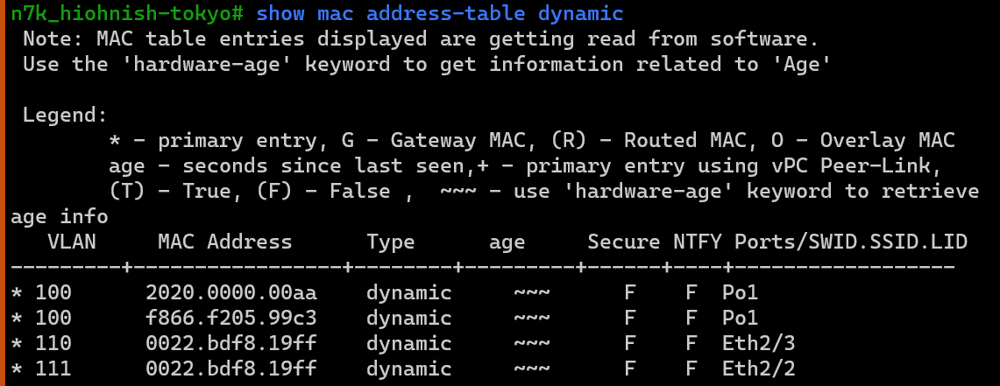 n7k_hiohnish-tokyo# show mac address-table dynamic
Note: MAC table entries displayed are getting read from software.
Use the 'hardware-age' keyword to get information related to 'Age'
Legend:
* - primary entry, G - Gateway MAC, (R) - Routed MAC, O - Overlay MAC
age - seconds since last seen,+ - primary entry using vPC Peer-Link,
(T) - True, (F) - False ,  ~~~ - use 'hardware-age' keyword to retrieve
age info
VLAN     MAC Address      Type      age     Secure NTFY Ports/SWID.SSID.LID
---------+-----------------+--------+---------+------+----+------------------
* 100      2020.0000.00aa    dynamic     ~~~      F    F  Po1
* 100      f866.f205.99c3    dynamic     ~~~      F    F  Po1
* 110      0022.bdf8.19ff    dynamic     ~~~      F    F  Eth2/3
* 111      0022.bdf8.19ff    dynamic     ~~~      F    F  Eth2/2